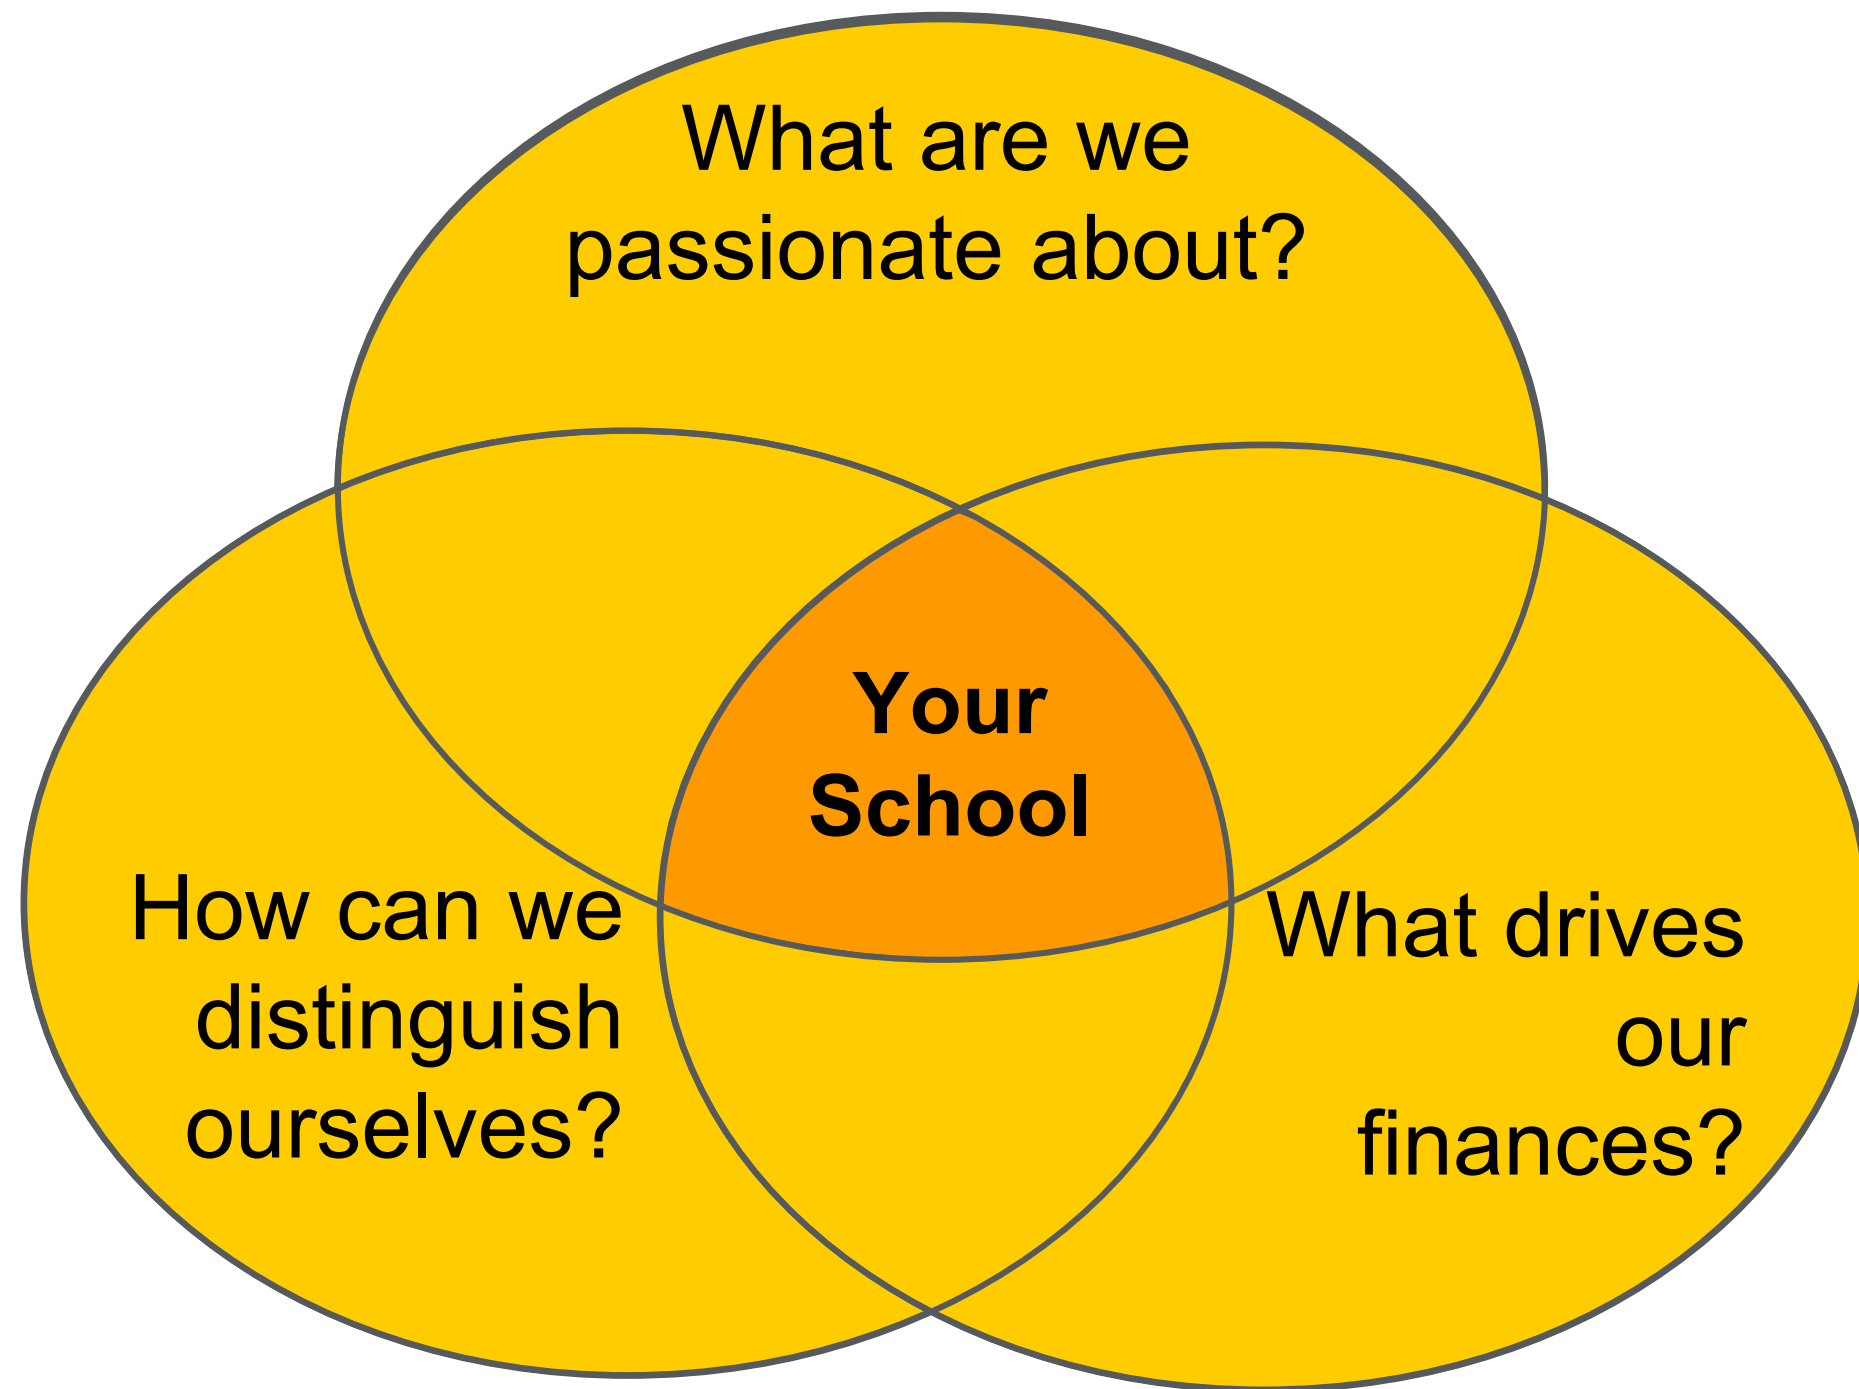 What are we
passionate about?
Your
School
How can we
distinguish
ourselves?
What drives
our
finances?